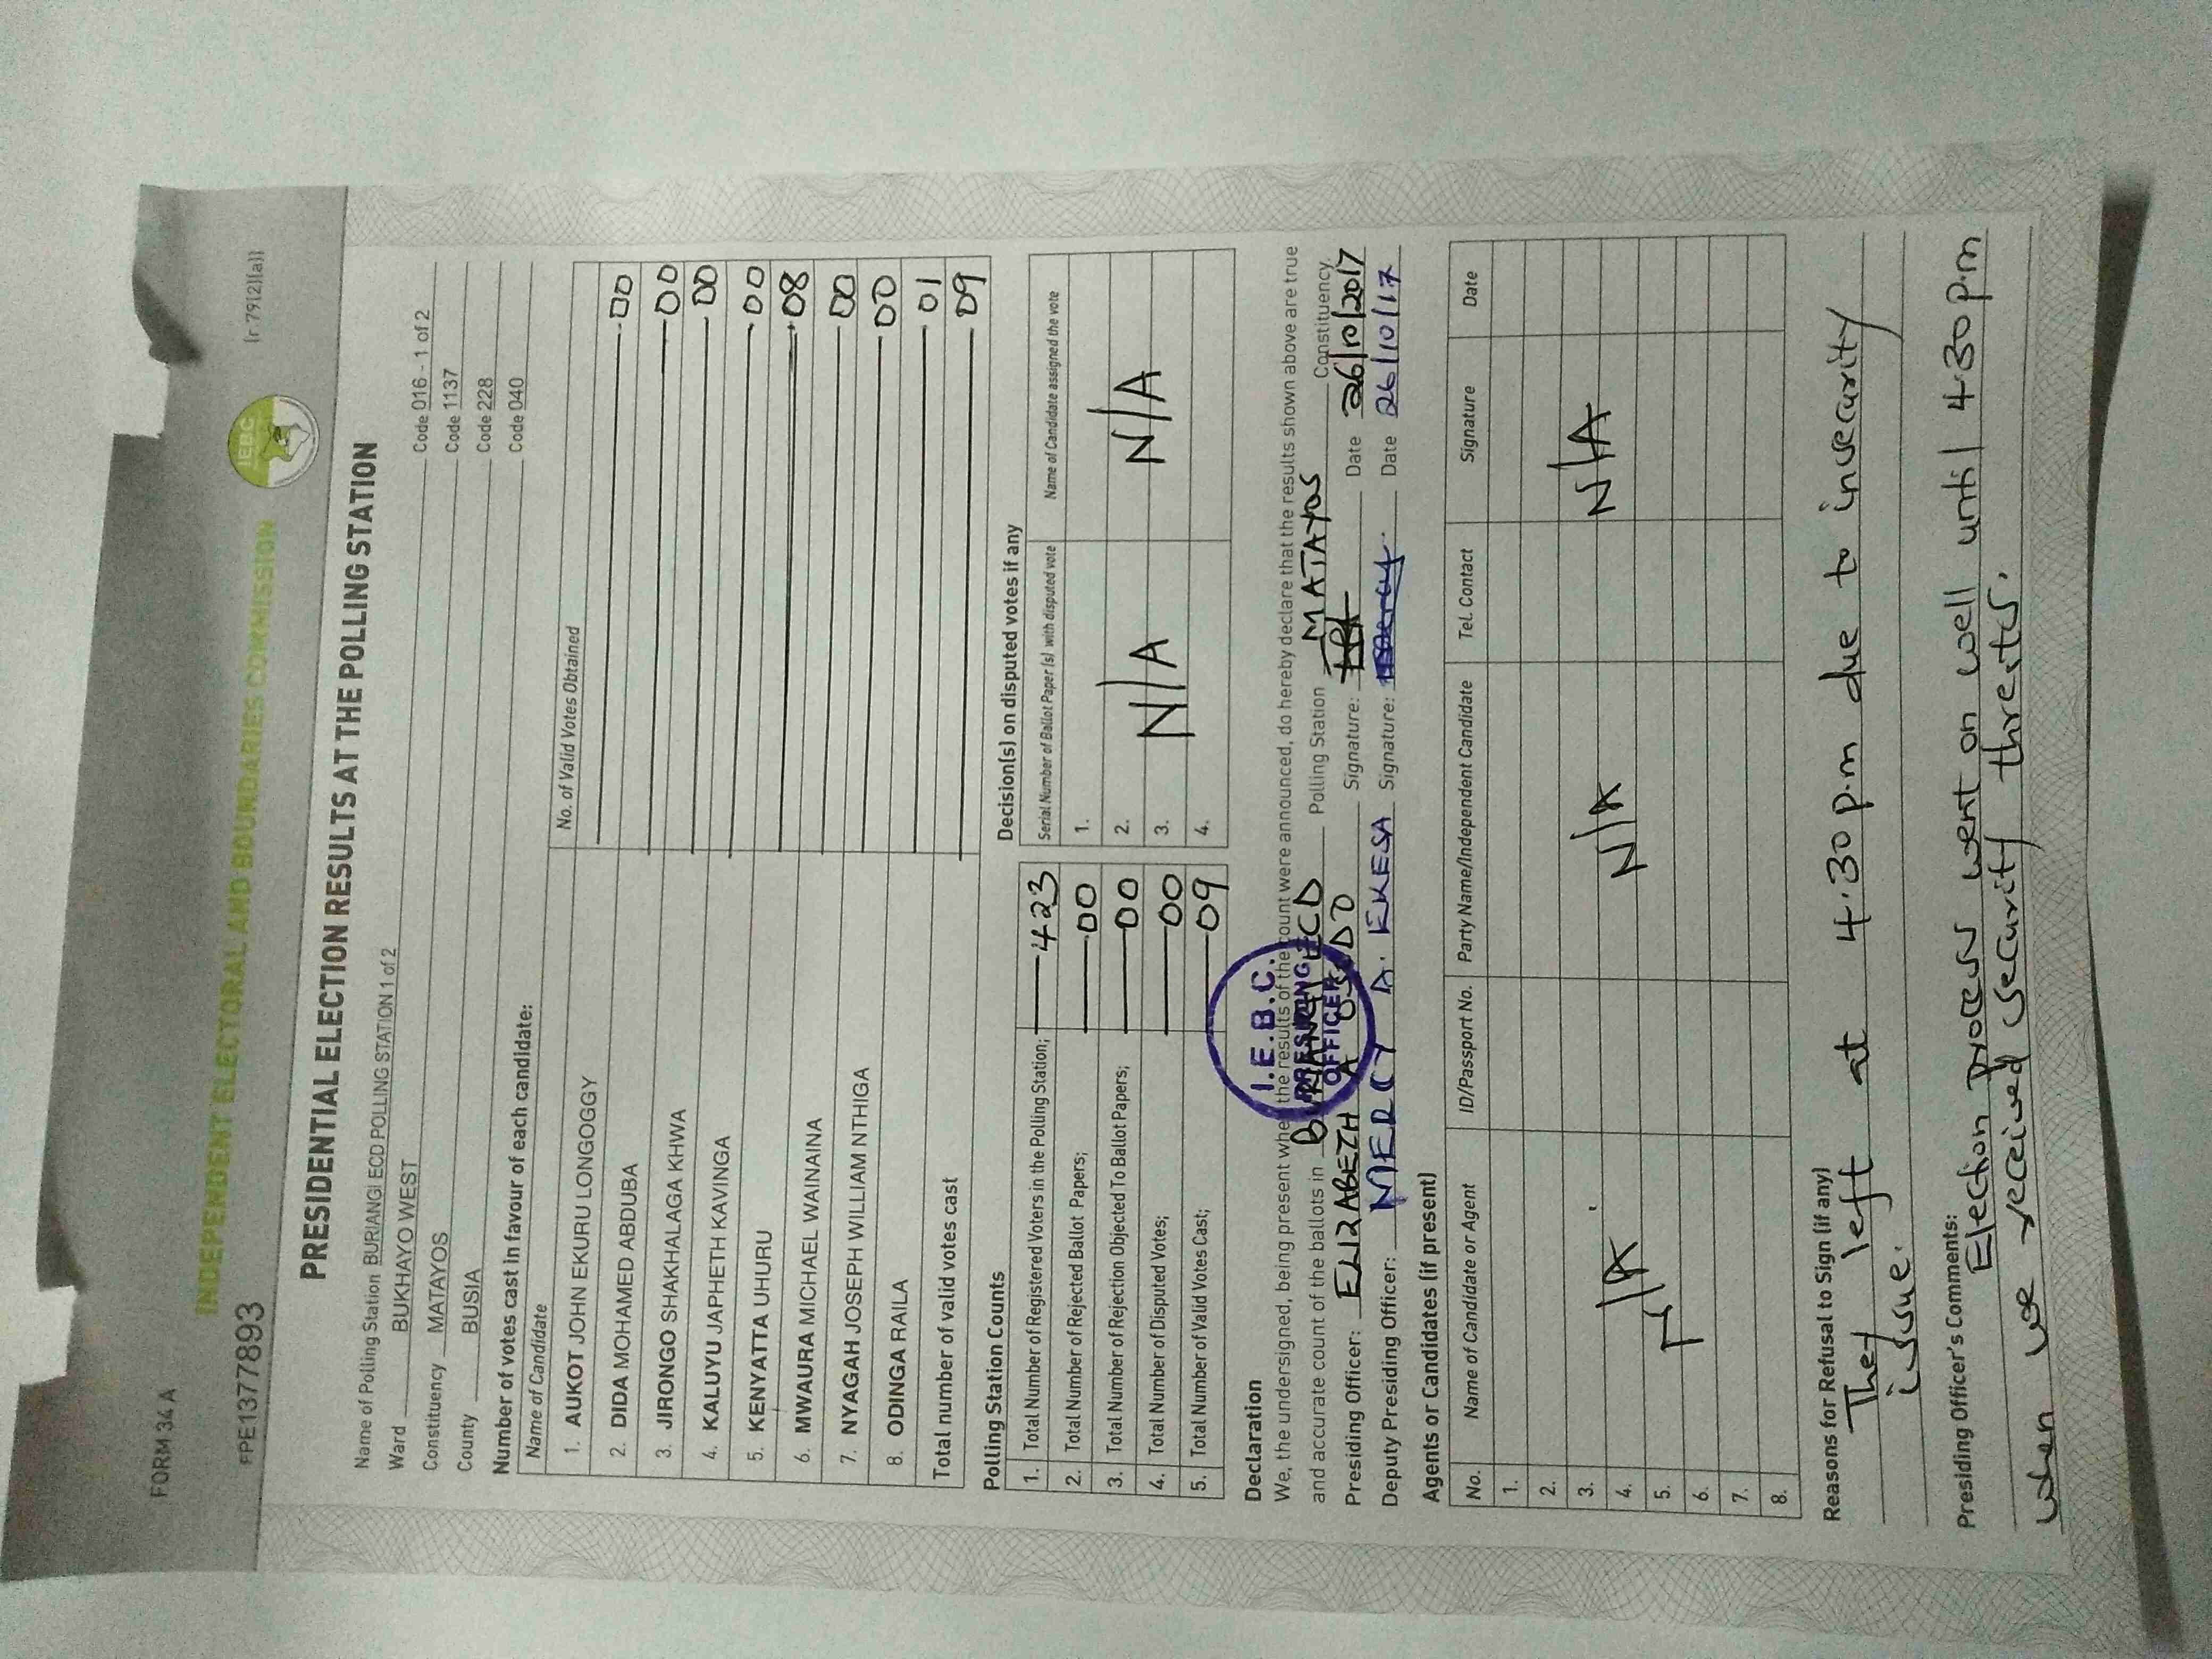 FORM 34 A
FPE1377893
(r 79(2)(a))
INDEPENDENT ELECTORAL AND BOUNDARIES COMMISSION
IEBC
PRESIDENTIAL ELECTION RESULTS AT THE POLLING STATION
Name of Polling Station BURIANGI ECD POLLING STATION 1 of 2 Code 016 - 1 of 2
Ward BUKHAYO WEST Code 1137
Constituency MATAYOS Code 228
County BUSIA Code 040
Number of votes cast in favour of each candidate:
Name of Candidate No. of Valid Votes Obtained
1. AUKOT JOHN EKURU LONGOGGY 00
2. DIDA MOHAMED ABDUBA 00
3. JIRONGO SHAKHALAGA KHWA 00
4. KALUYU JAPHETH KAVINGA 00
5. KENYATTA UHURU 08
6. MWAURA MICHAEL WAINAINA 00
7. NYAGAH JOSEPH WILLIAM NTHIGA 00
8. ODINGA RAILA 01
Total number of valid votes cast 09
Polling Station Counts
1. Total Number of Registered Voters in the Polling Station; 423
2. Total Number of Rejected Ballot Papers; 00
3. Total Number of Rejection Objected To Ballot Papers; 00
4. Total Number of Disputed Votes; 00
5. Total Number of Valid Votes Cast; 09
Decision(s) on disputed votes if any
Serial Number of Ballot Paper (s) with disputed vote Name of Candidate assigned the vote
1.
2.
3. N/A N/A
4.
Declaration
We, the undersigned, being present when the results of the count were announced, do hereby declare that the results shown above are true
and accurate count of the ballots in BURIANGI ECD Polling Station MATAYOS Constituency.
I.E.B.C. PRESIDING OFFICER
Presiding Officer: ELIZABETH A OSODO Signature: Date 26/10/2017
Deputy Presiding Officer: MERCY A. EKESA Signature: Mercy Date 26/10/17
Agents or Candidates (if present)
No. Name of Candidate or Agent ID/Passport No. Party Name/Independent Candidate Tel. Contact Signature Date
1.
2.
3. N/A
4. N/A N/A
5.
6.
7.
8.
Reasons for Refusal to Sign (if any)
They left at 4.30 p.m due to insecurity
issue.
Presiding Officer's Comments:
Election process went on well until 4.30 p.m
when we received security threats.